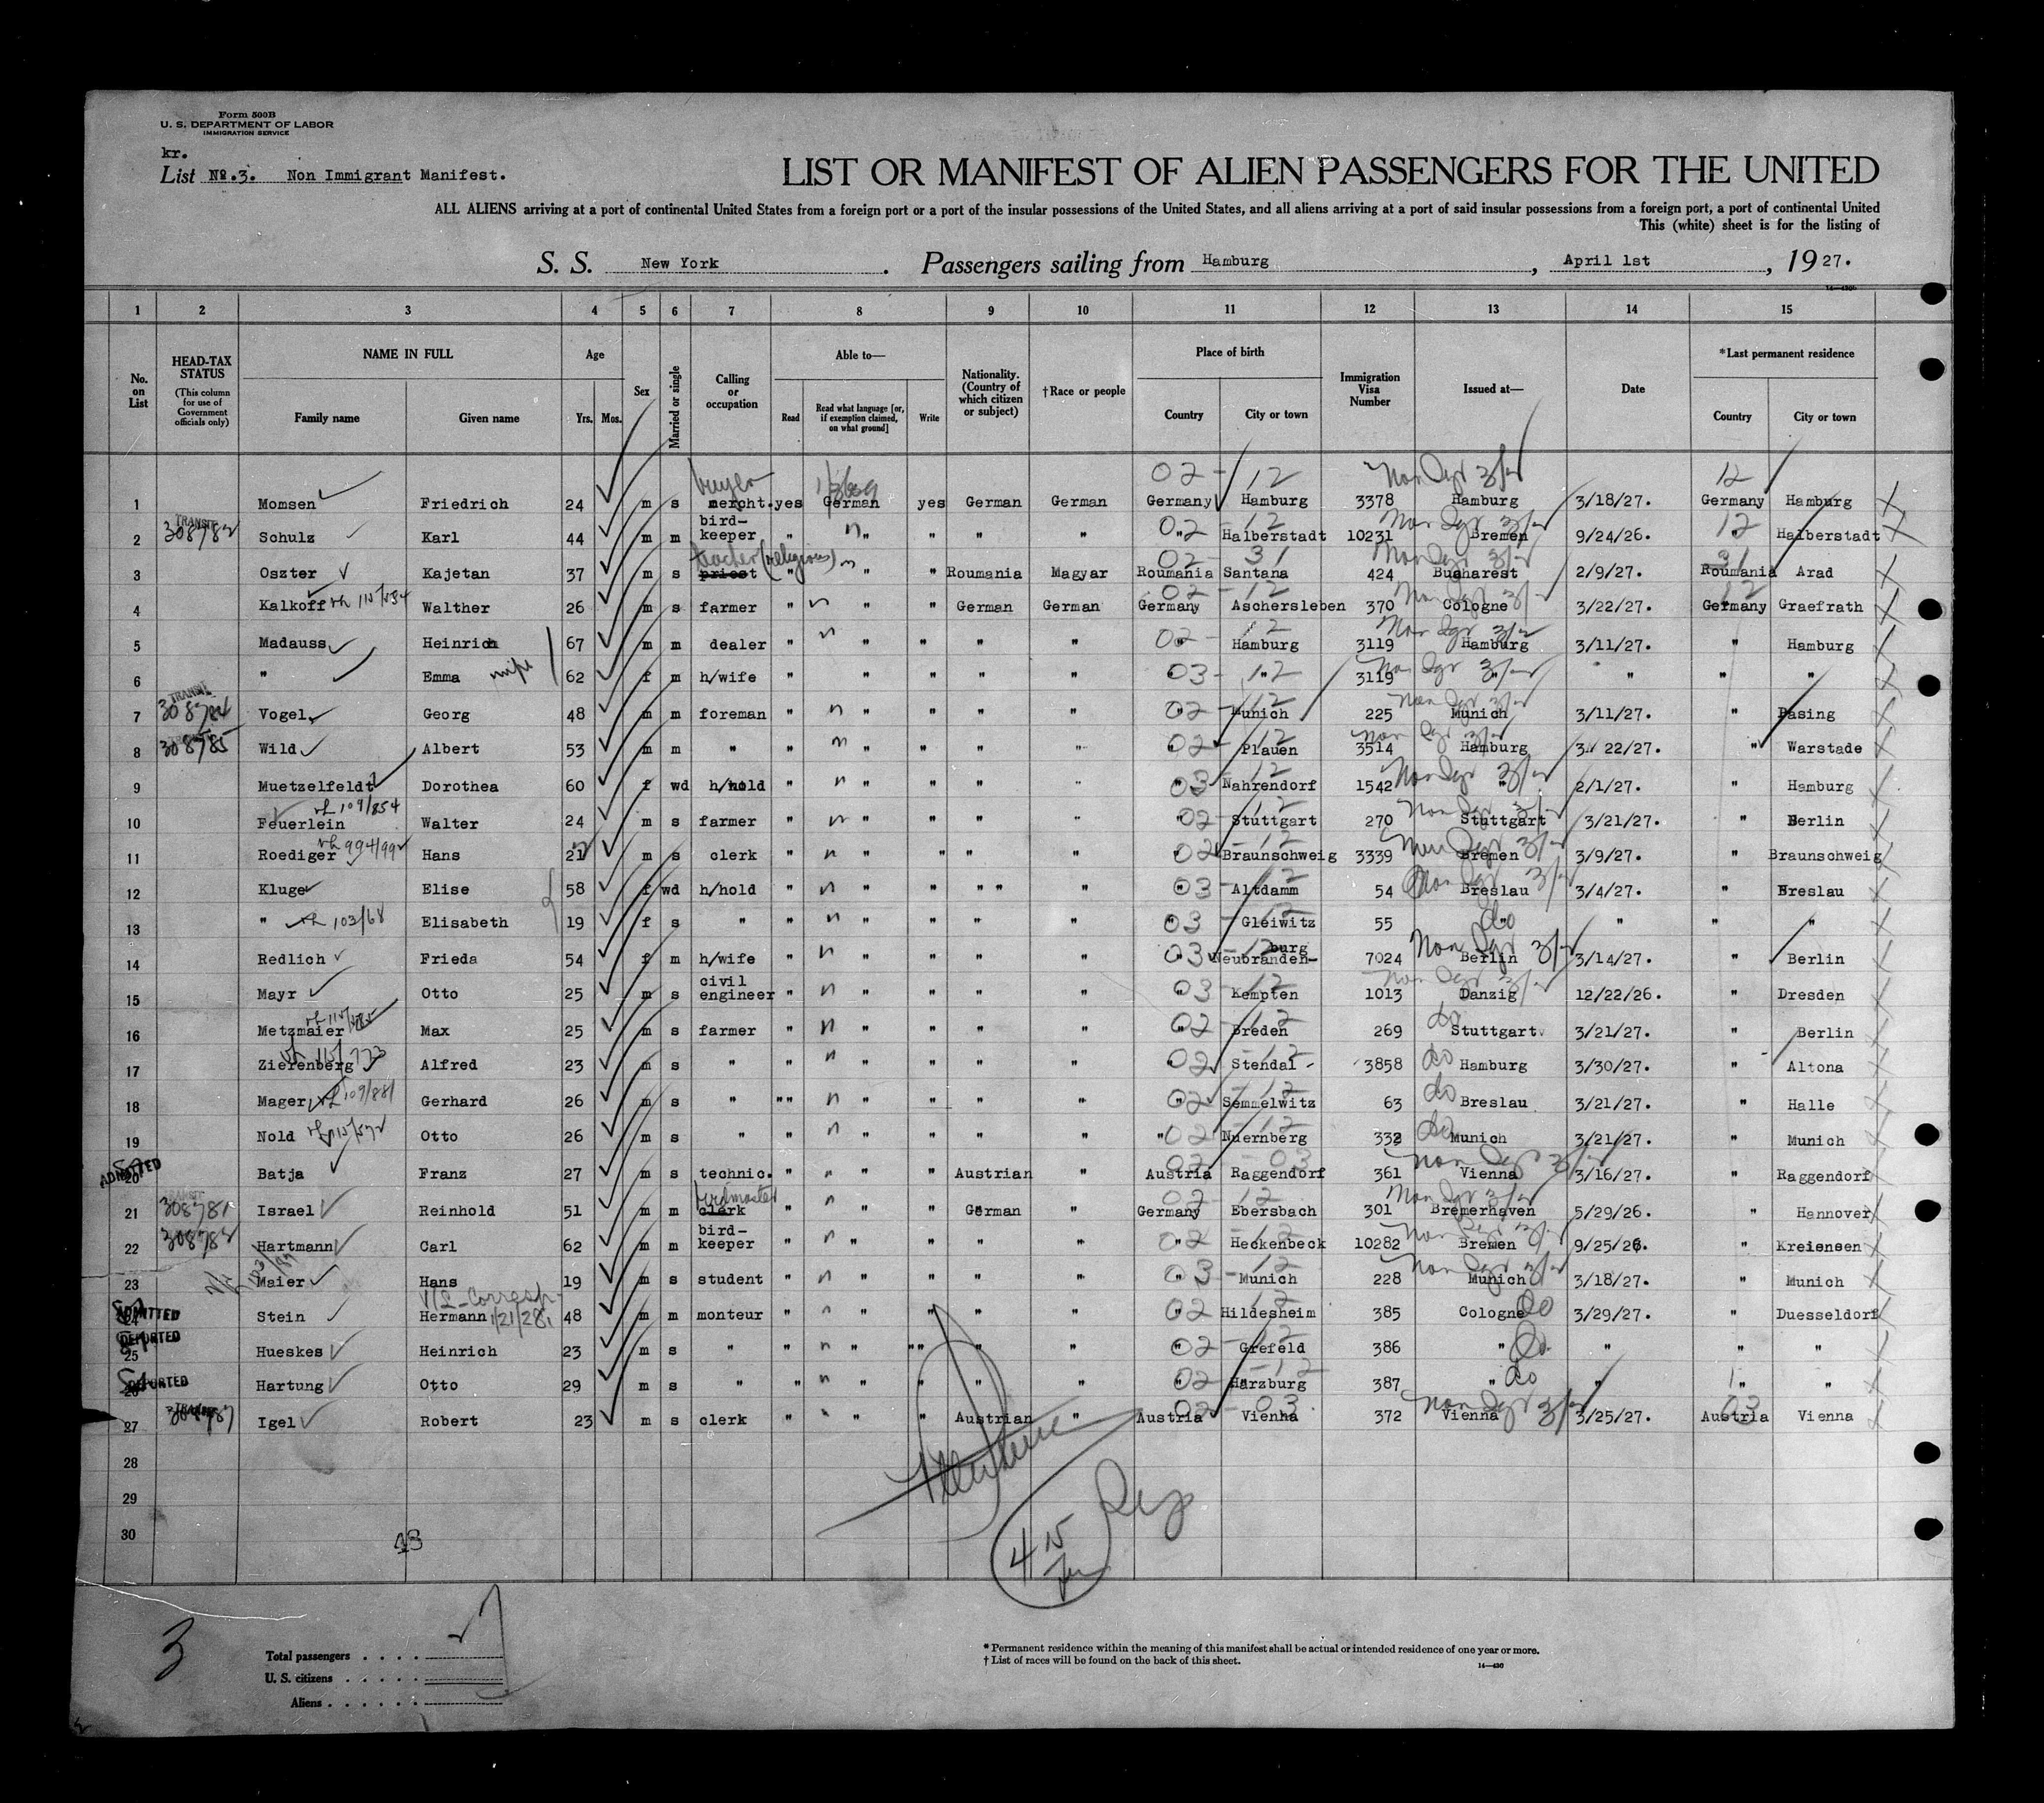 Form 500B
U. S. DEPARTMENT OF LABOR
IMMIGRATION SERVICE
kr.
List No. 3. Non Immigrant Manifest.
LIST OR MANIFEST OF ALIEN PASSENGERS FOR THE UNITED
ALL ALIENS arriving at a port of continental United States from a foreign port or a port of the insular possessions of the United States, and all aliens arriving at a port of said insular possessions from a foreign port, a port of continental United
This (white) sheet is for the listing of
S. S. New York. Passengers sailing from Hamburg, April 1st, 1927.
1 2 3 4 5 6 7 8 9 10 11 12 13 14 15
No. on List
HEAD-TAX STATUS (This column for use of Government officials only)
NAME IN FULL Family name Given name
Age Yrs. Mos.
Sex
Married or single
Calling or occupation
Able to— Read Read what language [or, if exemption claimed, on what ground] Write
Nationality. (Country of which citizen or subject)
†Race or people
Place of birth Country City or town
Immigration Visa Number
Issued at—
Date
*Last permanent residence Country City or town
1 Momsen Friedrich 24 m s buyer mercht. yes German yes German German Germany Hamburg 3378 Hamburg 3/18/27. Germany Hamburg
2 TRANSIT Schulz Karl 44 m m bird-keeper " " " " " " Halberstadt 10231 Bremen 9/24/26. " Halberstadt
3 Oszter Kajetan 37 m s priest teacher (religious) " " " Roumania Magyar Roumania Santana 424 Bucharest 2/9/27. Roumania Arad
4 Kalkoff Walther 26 m s farmer " " " German German Germany Aschersleben 370 Cologne 3/22/27. Germany Graefrath
5 Madauss Heinrich 67 m m dealer " " " " " " Hamburg 3119 Hamburg 3/11/27. " Hamburg
6 " Emma wife 62 f m h/wife " " " " " " " 3119 " " " "
7 TRANSIT 308784 Vogel Georg 48 m m foreman " " " " " " Munich 225 Munich 3/11/27. " Pasing
8 308785 Wild Albert 53 m m " " " " " " " Plauen 3514 Hamburg 3/22/27. " Warstade
9 Muetzelfeldt Dorothea 60 f wd h/hold " " " " " " Nahrendorf 1542 " 2/1/27. " Hamburg
10 Feuerlein 109/854 Walter 24 m s farmer " " " " " " Stuttgart 270 Stuttgart 3/21/27. " Berlin
11 Roediger Hans 21 m s clerk " " " " " " Braunschweig 3339 Bremen 3/9/27. " Braunschweig
12 Kluge Elise 58 f wd h/hold " " " " " " Altdamm 54 Breslau 3/4/27. " Breslau
13 " 103/68 Elisabeth 19 f s " " " " " " " Gleiwitz 55 " " " "
14 Redlich Frieda 54 f m h/wife " " " " " " Neubranden-burg 7024 Berlin 3/14/27. " Berlin
15 Mayr Otto 25 m s civil engineer " " " " " " Kempten 1013 Danzig 12/22/26. " Dresden
16 Metzmaier Max 25 m s farmer " " " " " " Breden 269 Stuttgart 3/21/27. " Berlin
17 Zierenberg Alfred 23 m s " " " " " " " Stendal 3858 Hamburg 3/30/27. " Altona
18 Mager 109/881 Gerhard 26 m s " " " " " " " Semmelwitz 63 Breslau 3/21/27. " Halle
19 Nold Otto 26 m s " " " " " " " Nuernberg 332 Munich 3/21/27. " Munich
20 ADMITTED Batja Franz 27 m s technic. " " " Austrian " Austria Raggendorf 361 Vienna 3/16/27. " Raggendorf
21 308781 Israel Reinhold 51 m m clerk birdmaster " " " German " Germany Ebersbach 301 Bremerhaven 5/29/26. " Hannover
22 Hartmann Carl 62 m m bird-keeper " " " " " " Heckenbeck 10282 Bremen 9/25/26. " Kreiensen
23 Maier Hans 19 m s student " " " " " " Munich 228 Munich 3/18/27. " Munich
24 ADMITTED Stein Hermann 48 m m monteur " " " " " " Hildesheim 385 Cologne 3/29/27. " Duesseldorf
25 DEPORTED Hueskes Heinrich 23 m s " " " " " " " Crefeld 386 " " " "
26 DEPORTED Hartung Otto 29 m s " " " " " " " Harzburg 387 " " " "
27 Igel Robert 23 m s clerk " " " Austrian " Austria Vienna 372 Vienna 3/25/27. Austria Vienna
28
29
30
3
Total passengers
U. S. citizens
Aliens
* Permanent residence within the meaning of this manifest shall be actual or intended residence of one year or more.
† List of races will be found on the back of this sheet.
14—430